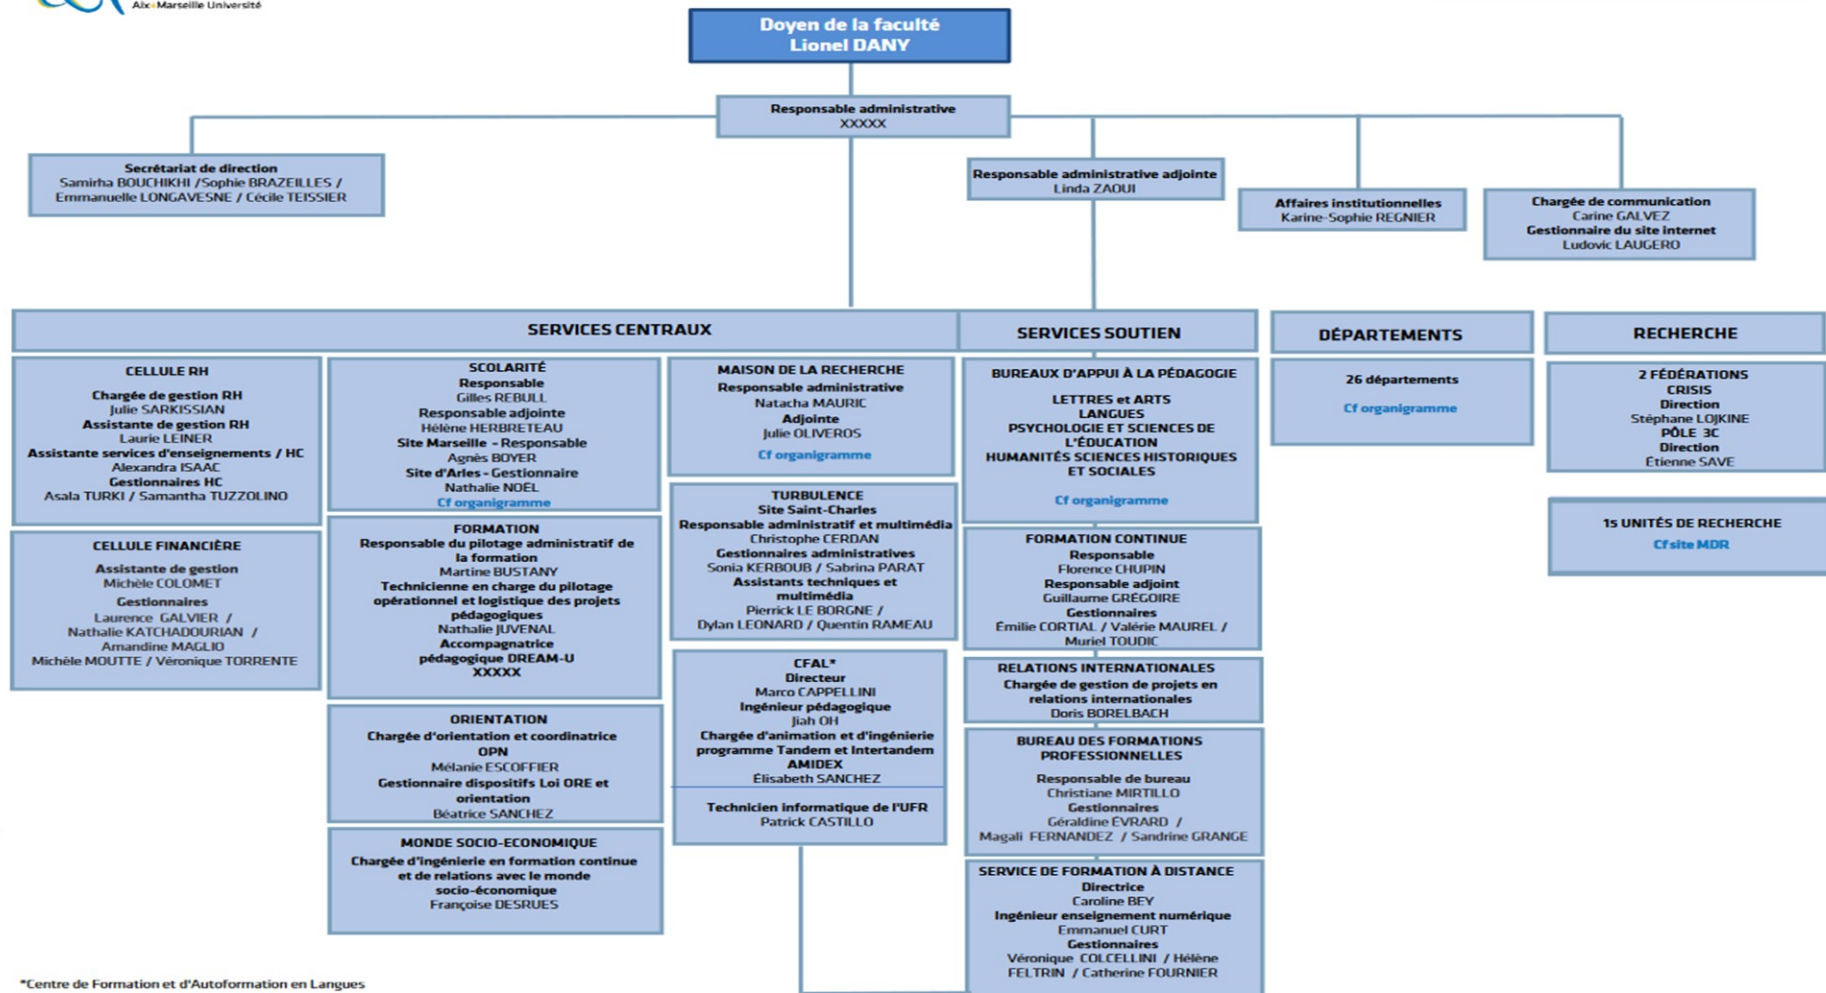 Aix*Marseille Université
Doyen de la faculté
Lionel DANY
Responsable administrative
XXXXX
Secrétariat de direction
Samirha BOUCHIKHI /Sophie BRAZEILLES /
Emmanuelle LONGAVESNE / Cécile TEISSIER
Responsable administrative adjointe
Linda ZAOUI
Affaires institutionnelles
Karine-Sophie REGNIER
Chargée de communication
Carine GALVEZ
Gestionnaire du site internet
Ludovic LAUGERO
SERVICES CENTRAUX
CELLULE RH
Chargée de gestion RH
Julie SARKISSIAN
Assistante de gestion RH
Laurie LEINER
Assistante services d'enseignements / HC
Alexandra ISAAC
Gestionnaires HC
Asala TURKI / Samantha TUZZOLINO
CELLULE FINANCIÈRE
Assistante de gestion
Michèle COLOMET
Gestionnaires
Laurence GALVIER /
Nathalie KATCHADOURIAN /
Amandine MAGLIO
Michèle MOUTTE / Véronique TORRENTE
SCOLARITÉ
Responsable
Gilles REBULL
Responsable adjointe
Hélène HERBRETEAU
Site Marseille - Responsable
Agnès BOYER
Site d'Arles - Gestionnaire
Nathalie NOËL
Cf organigramme
FORMATION
Responsable du pilotage administratif de
la formation
Martine BUSTANY
Technicienne en charge du pilotage
opérationnel et logistique des projets
pédagogiques
Nathalie JUVENAL
Accompagnatrice
pédagogique DREAM-U
XXXXX
ORIENTATION
Chargée d'orientation et coordinatrice
OPN
Mélanie ESCOFFIER
Gestionnaire dispositifs Loi ORE et
orientation
Béatrice SANCHEZ
MONDE SOCIO-ECONOMIQUE
Chargée d'ingénierie en formation continue
et de relations avec le monde
socio-économique
Françoise DESRUES
MAISON DE LA RECHERCHE
Responsable administrative
Natacha MAURIC
Adjointe
Julie OLIVEROS
Cf organigramme
TURBULENCE
Site Saint-Charles
Responsable administratif et multimédia
Christophe CERDAN
Gestionnaires administratives
Sonia KERBOUB / Sabrina PARAT
Assistants techniques et
multimédia
Pierrick LE BORGNE /
Dylan LEONARD / Quentin RAMEAU
CFAL*
Directeur
Marco CAPPELLINI
Ingénieur pédagogique
Jiah OH
Chargée d'animation et d'ingénierie
programme Tandem et Intertandem
AMIDEX
Élisabeth SANCHEZ
Technicien informatique de l'UFR
Patrick CASTILLO
SERVICES SOUTIEN
BUREAUX D'APPUI À LA PÉDAGOGIE
LETTRES et ARTS
LANGUES
PSYCHOLOGIE ET SCIENCES DE
L'ÉDUCATION
HUMANITÉS SCIENCES HISTORIQUES
ET SOCIALES
Cf organigramme
FORMATION CONTINUE
Responsable
Florence CHUPIN
Responsable adjoint
Guillaume GRÉGOIRE
Gestionnaires
Émilie CORTIAL / Valérie MAUREL /
Muriel TOUDIC
RELATIONS INTERNATIONALES
Chargée de gestion de projets en
relations internationales
Doris BORELBACH
BUREAU DES FORMATIONS
PROFESSIONNELLES
Responsable de bureau
Christiane MIRTILLO
Gestionnaires
Géraldine ÉVRARD /
Magali FERNANDEZ / Sandrine GRANGE
SERVICE DE FORMATION À DISTANCE
Directrice
Caroline BEY
Ingénieur enseignement numérique
Emmanuel CURT
Gestionnaires
Véronique COLCELLINI / Hélène
FELTRIN / Catherine FOURNIER
DÉPARTEMENTS
26 départements
Cf organigramme
RECHERCHE
2 FÉDÉRATIONS
CRISIS
Direction
Stéphane LOJKINE
PÔLE 3C
Direction
Étienne SAVE
15 UNITÉS DE RECHERCHE
Cf site MDR
*Centre de Formation et d'Autoformation en Langues